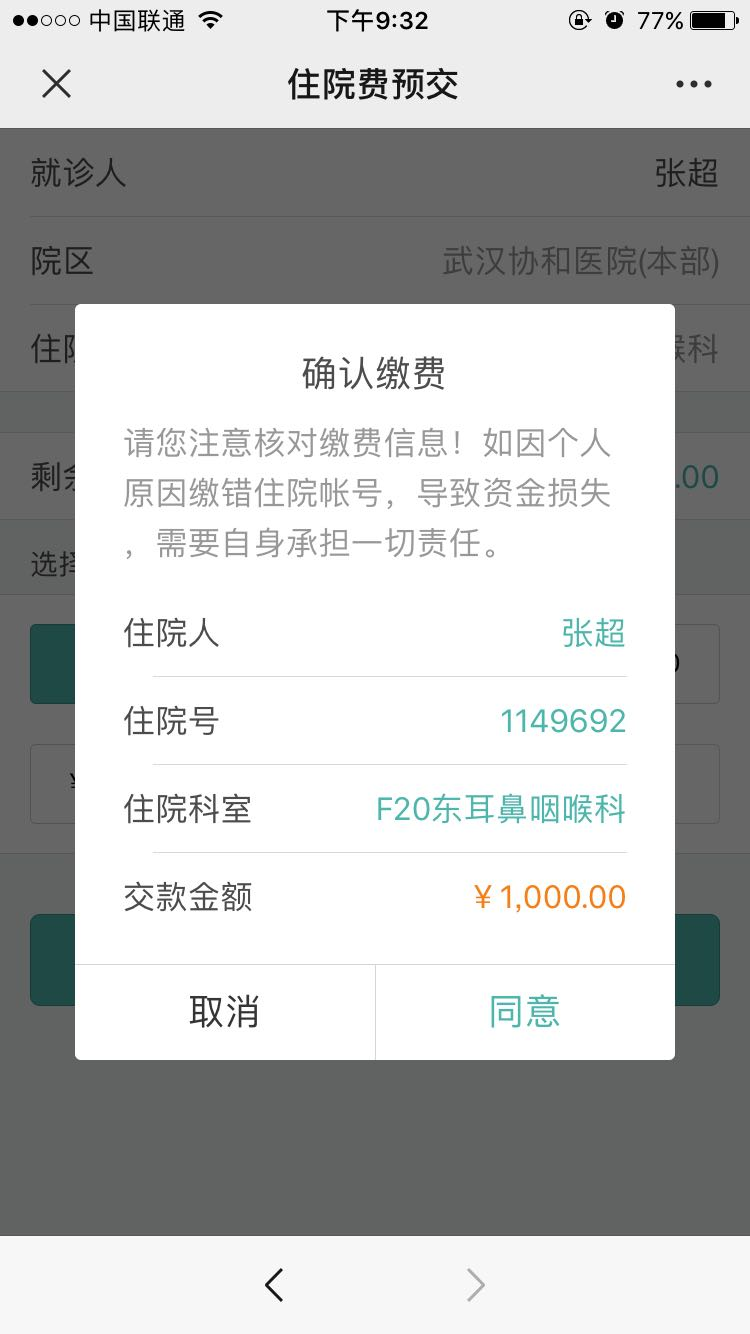 中国联通
下午9:32
77%
住院费预交
就诊人 张超
院区 武汉协和医院(本部)
科
.00
确认缴费
请您注意核对缴费信息！如因个人
原因缴错住院帐号，导致资金损失
，需要自身承担一切责任。
住院人 张超
住院号 1149692
住院科室 F20东耳鼻咽喉科
交款金额 ￥1,000.00
取消 同意